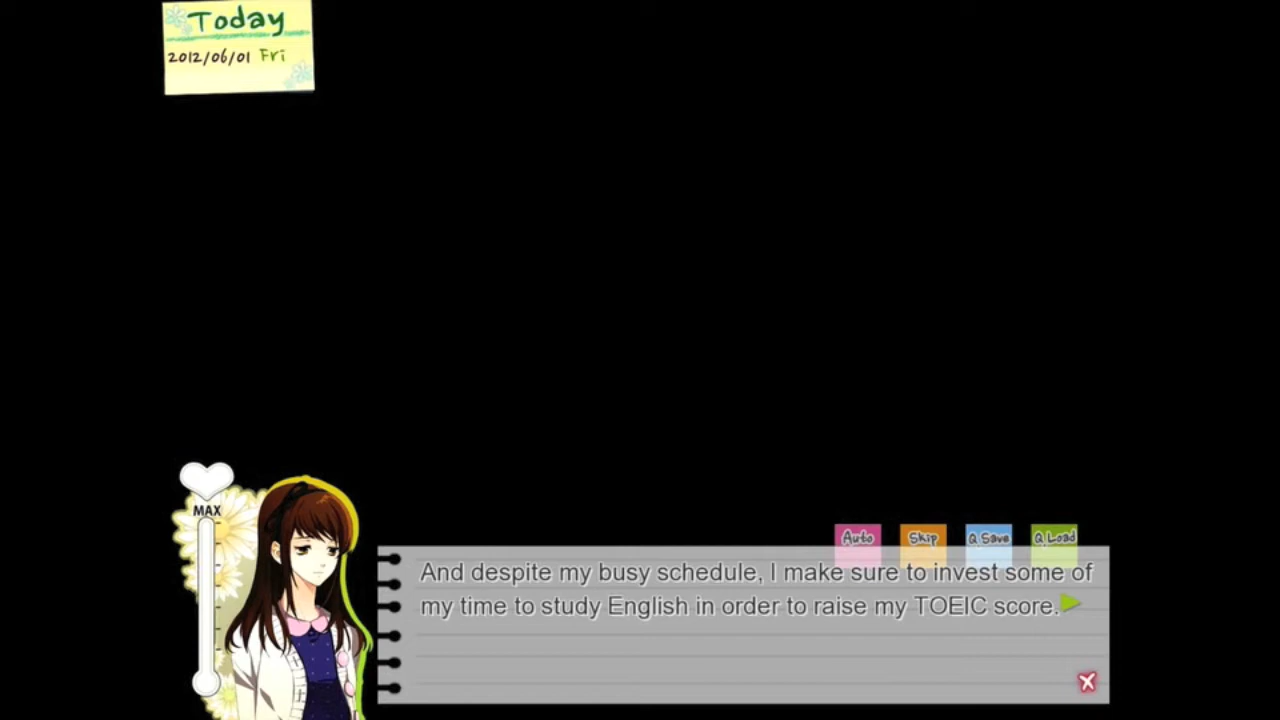 Today
2012/06/01 Fri
MAX
Auto Skip Q.Save Q.Load
And despite my busy schedule, I make sure to invest some of
my time to study English in order to raise my TOEIC score.